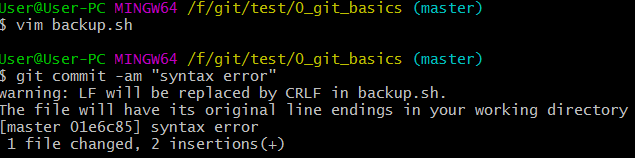 User@User-PC MINGW64 /f/git/test/0_git_basics (master)
$ vim backup.sh
User@User-PC MINGW64 /f/git/test/0_git_basics (master)
$ git commit -am "syntax error"
warning: LF will be replaced by CRLF in backup.sh.
The file will have its original line endings in your working directory
[master 01e6c85] syntax error
 1 file changed, 2 insertions(+)